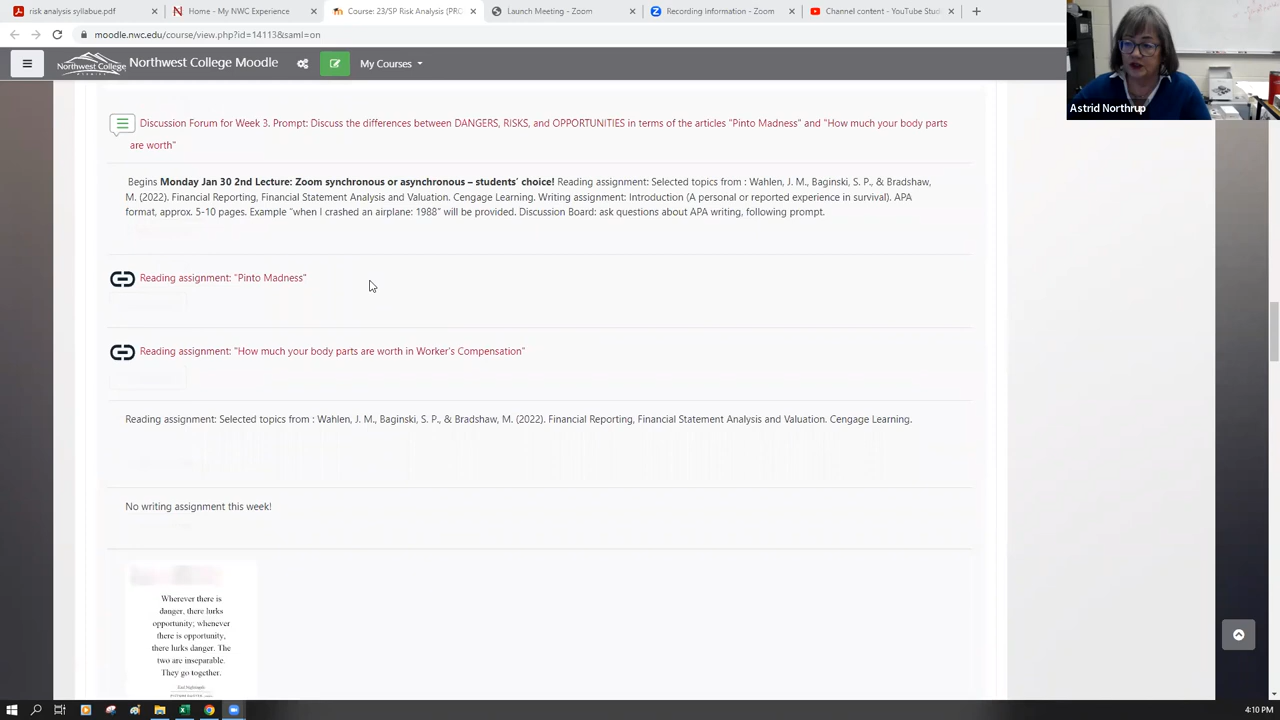 risk analysis syllabue.pdf
Home - My NWC Experience
Course: 23/SP Risk Analysis (PRO
Launch Meeting - Zoom
Recording information - Zoom
Channel content - YouTube Stud
moodle.nwc.edu/course/view.php?id=14113&saml=on
Northwest College
Northwest College Moodle
My Courses
Astrid Northrup
Discussion Forum for Week 3. Prompt: Discuss the differences between DANGERS, and OPPORTUNITIES in terms of the articles "Pinto Madness" and "How much your body parts
are worth"
Begins Monday Jan 30 2nd Lecture: Zoom synchronous or asynchronous – students' choice! Reading assignment: Selected topics from : Wahlen, J. M., Baginski, S. P., & Bradshaw,
M. (2022). Financial Reporting, Financial Statement Analysis and Valuation. Cengage Learning. Writing assignment: Introduction (A personal or reported experience in survival). APA
format, approx. 5-10 pages. Example "when I crashed an airplane: 1988" will be provided. Discussion Board: ask questions about APA writing, following prompt.
Reading assignment: "Pinto Madness"
Reading assignment: "How much your body parts are worth in Worker's Compensation"
Reading assignment: Selected topics from : Wahlen, J. M., Baginski, S. P., & Bradshaw, M. (2022). Financial Reporting, Financial Statement Analysis and Valuation. Cengage Learning.
No writing assignment this week!
Wherever there is
danger, there lurks
opportunity; whenever
there is opportunity,
there lurks danger. The
two are inseparable.
They go together.
Earl Nightingale
4:10 PM